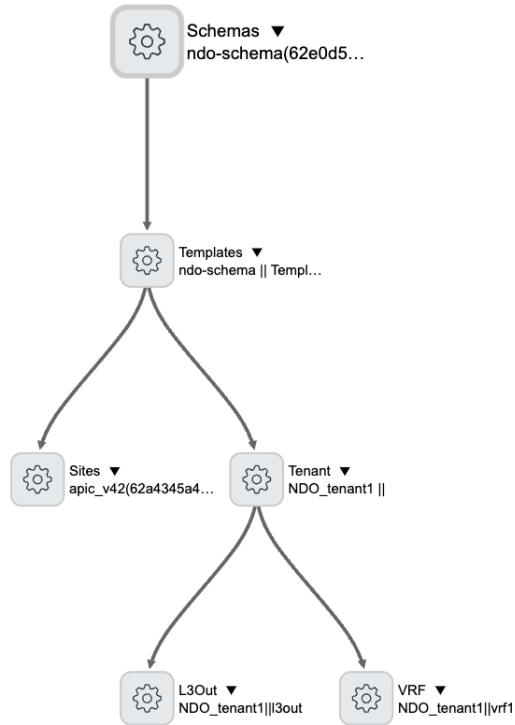 Schemas ▼
ndo-schema(62e0d5...
Templates ▼
ndo-schema || Templ...
Sites ▼
apic_v42(62a4345a4...
Tenant ▼
NDO_tenant1 ||
L3Out ▼
NDO_tenant1||l3out
VRF ▼
NDO_tenant1||vrf1